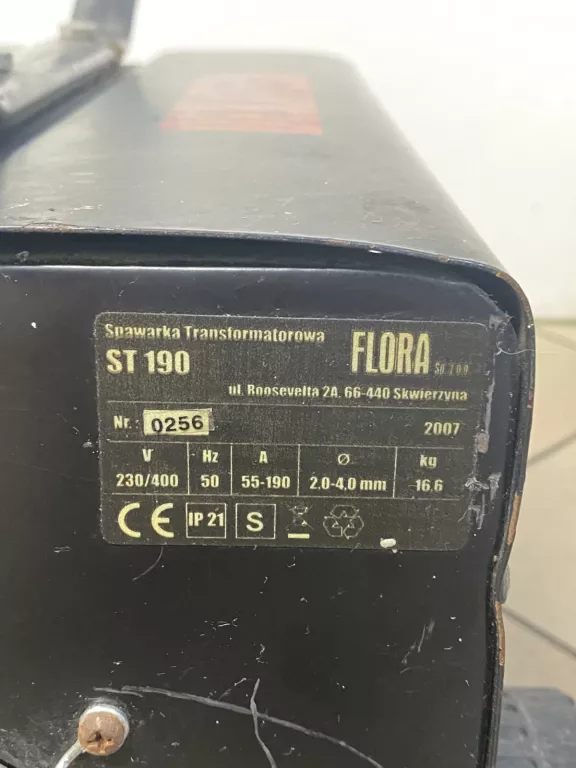 Spawarka Transformatorowa
ST 190
FLORA Sp. z o.o.
ul. Roosevelta 2A, 66-440 Skwierzyna
Nr.: 0256
2007
V Hz A Ø kg
230/400 50 55-190 2.0-4,0 mm 16.6
CE IP 21 S